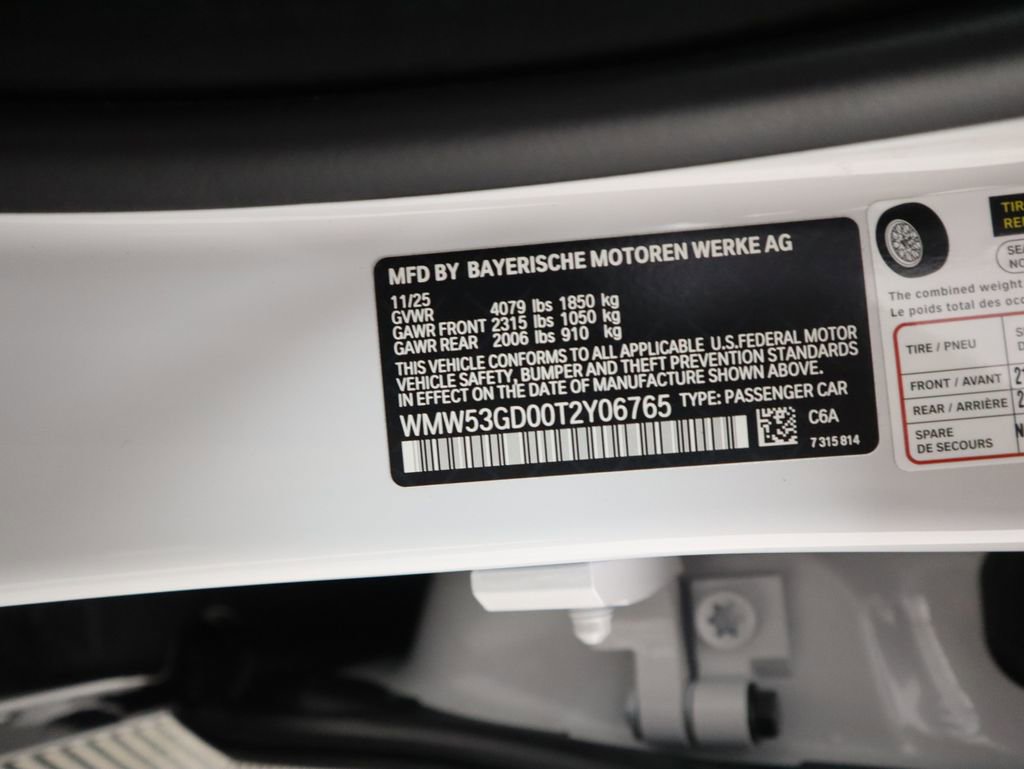 MFD BY BAYERISCHE MOTOREN WERKE AG
11/25
GVWR 4079 lbs 1850 kg
GAWR FRONT 2315 lbs 1050 kg
GAWR REAR 2006 lbs 910 kg
THIS VEHICLE CONFORMS TO ALL APPLICABLE U.S.FEDERAL MOTOR
VEHICLE SAFETY, BUMPER AND THEFT PREVENTION STANDARDS
IN EFFECT ON THE DATE OF MANUFACTURE SHOWN ABOVE.
WMW53GD00T2Y06765 TYPE: PASSENGER CAR
C6A
7 315 814
The combined weight
Le poids total des
TIRE / PNEU
FRONT / AVANT
REAR / ARRIÈRE
SPARE
DE SECOURS